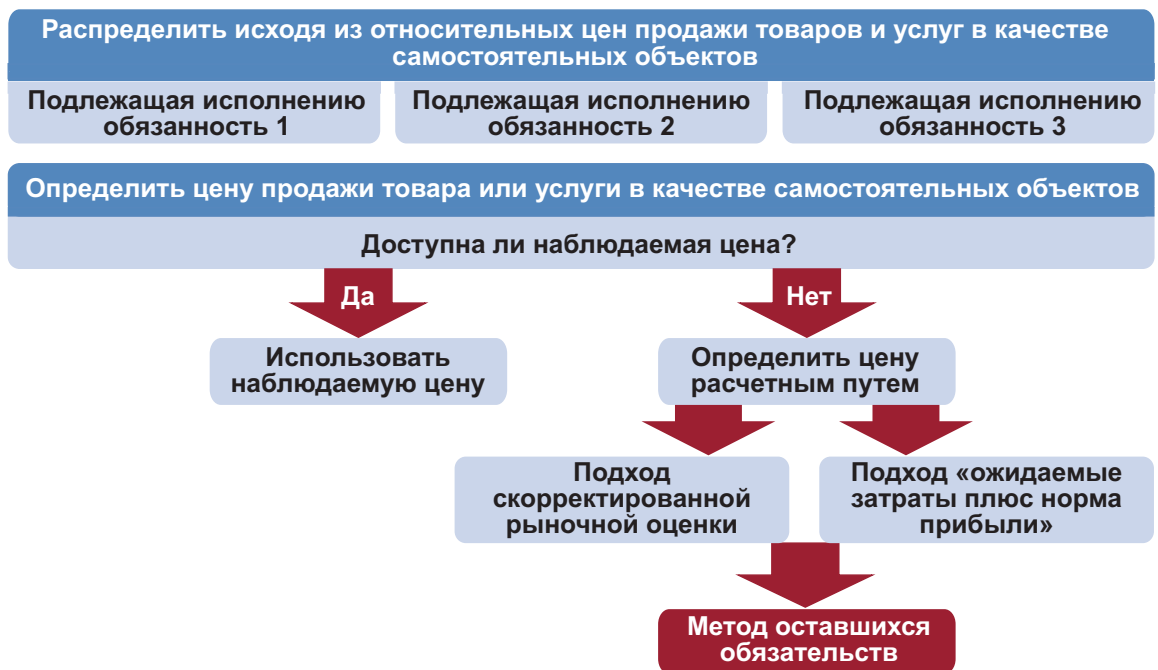 Распределить исходя из относительных цен продажи товаров и услуг в качестве
самостоятельных объектов
Подлежащая исполнению
обязанность 1
Подлежащая исполнению
обязанность 2
Подлежащая исполнению
обязанность 3
Определить цену продажи товара или услуги в качестве самостоятельных объектов
Доступна ли наблюдаемая цена?
Да
Нет
Использовать
наблюдаемую цену
Определить цену
расчетным путем
Подход
скорректированной
рыночной оценки
Подход «ожидаемые
затраты плюс норма
прибыли»
Метод оставшихся
обязательств